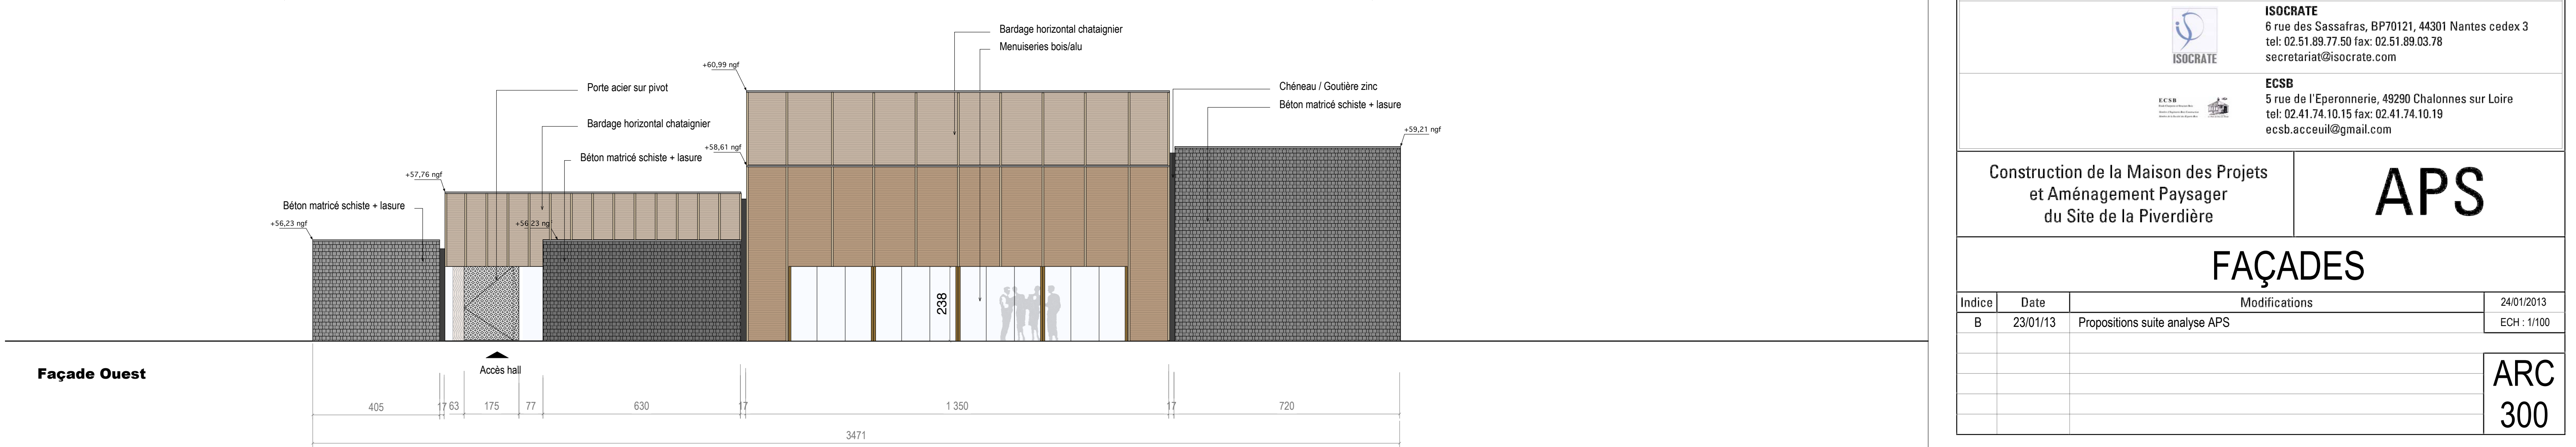 Bardage horizontal chataignier
Menuiseries bois/alu
+60,99 ngf
Porte acier sur pivot
Chéneau / Goutière zinc
Béton matricé schiste + lasure
Bardage horizontal chataignier
+59,21 ngf
+58,61 ngf
Béton matricé schiste + lasure
+57,76 ngf
Béton matricé schiste + lasure
+56,23 ngf
+56,23 ng
238
Façade Ouest
Accès hall
405
17
63
175
77
630
17
1 350
17
720
3471
ISOCRATE
ISOCRATE
6 rue des Sassafras, BP70121, 44301 Nantes cedex 3
tel: 02.51.89.77.50 fax: 02.51.89.03.78
secretariat@isocrate.com
ECSB
ECSB
5 rue de l'Eperonnerie, 49290 Chalonnes sur Loire
tel: 02.41.74.10.15 fax: 02.41.74.10.19
ecsb.acceuil@gmail.com
Construction de la Maison des Projets
et Aménagement Paysager
du Site de la Piverdière
APS
FAÇADES
Indice Date Modifications 24/01/2013
B 23/01/13 Propositions suite analyse APS ECH : 1/100
ARC
300